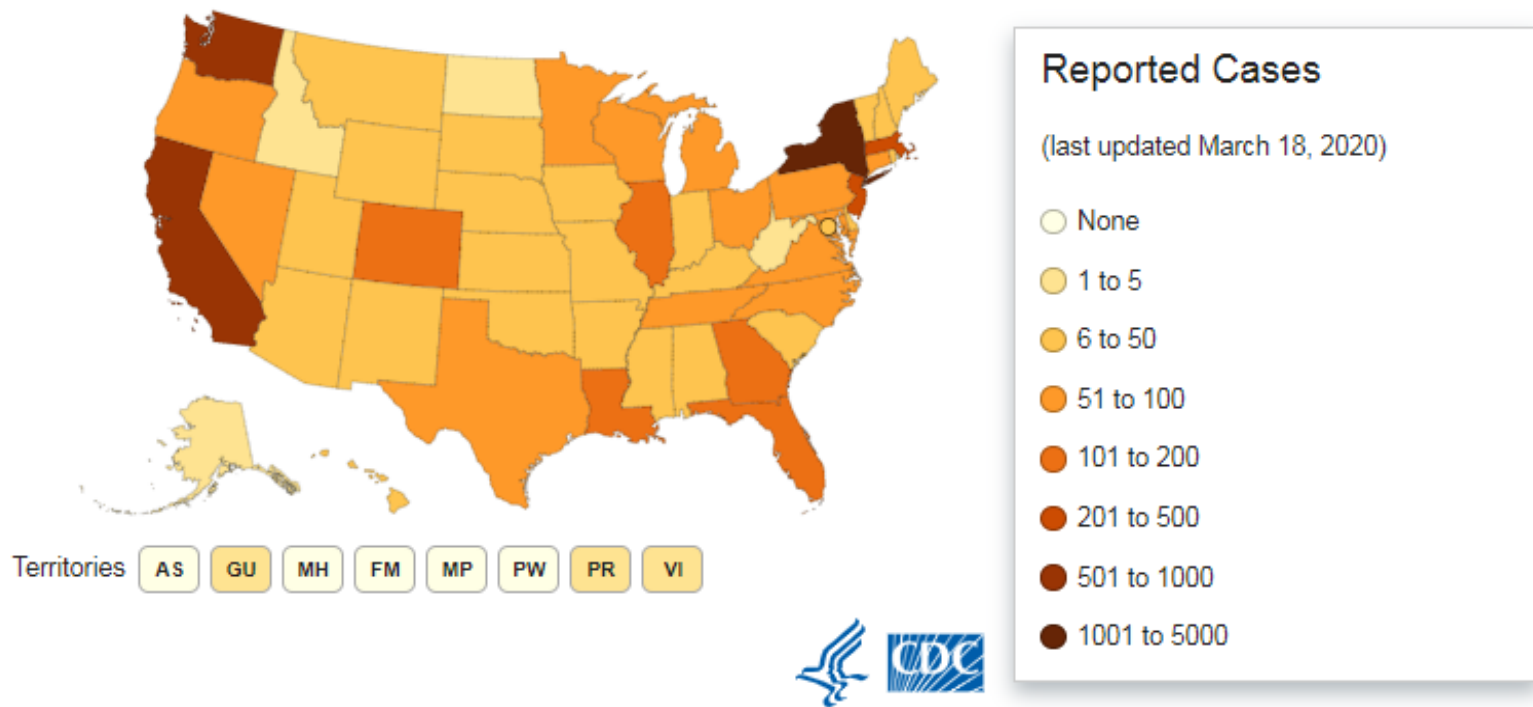 Reported Cases
(last updated March 18, 2020)
None
1 to 5
6 to 50
51 to 100
101 to 200
201 to 500
501 to 1000
1001 to 5000
Territories AS GU MH FM MP PW PR VI
CDC